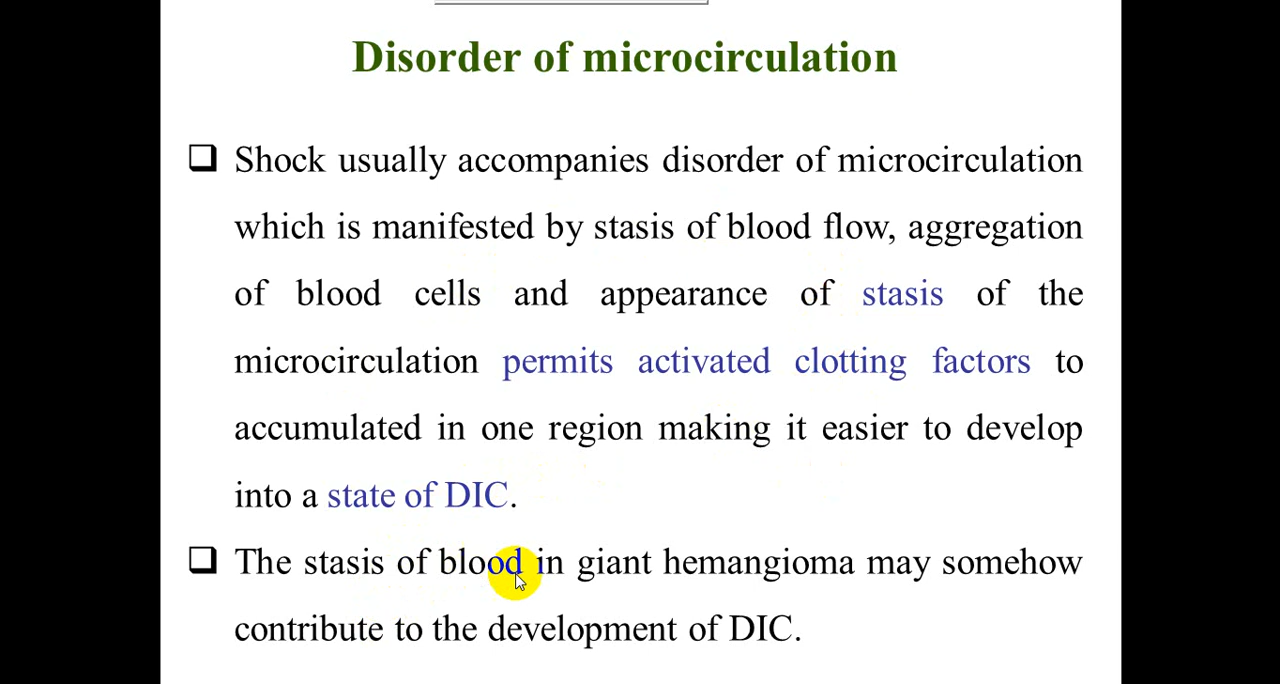 Disorder of microcirculation
Shock usually accompanies disorder of microcirculation
which is manifested by stasis of blood flow, aggregation
of blood cells and appearance of stasis of the
microcirculation permits activated clotting factors to
accumulated in one region making it easier to develop
into a state of DIC.
The stasis of blood in giant hemangioma may somehow
contribute to the development of DIC.